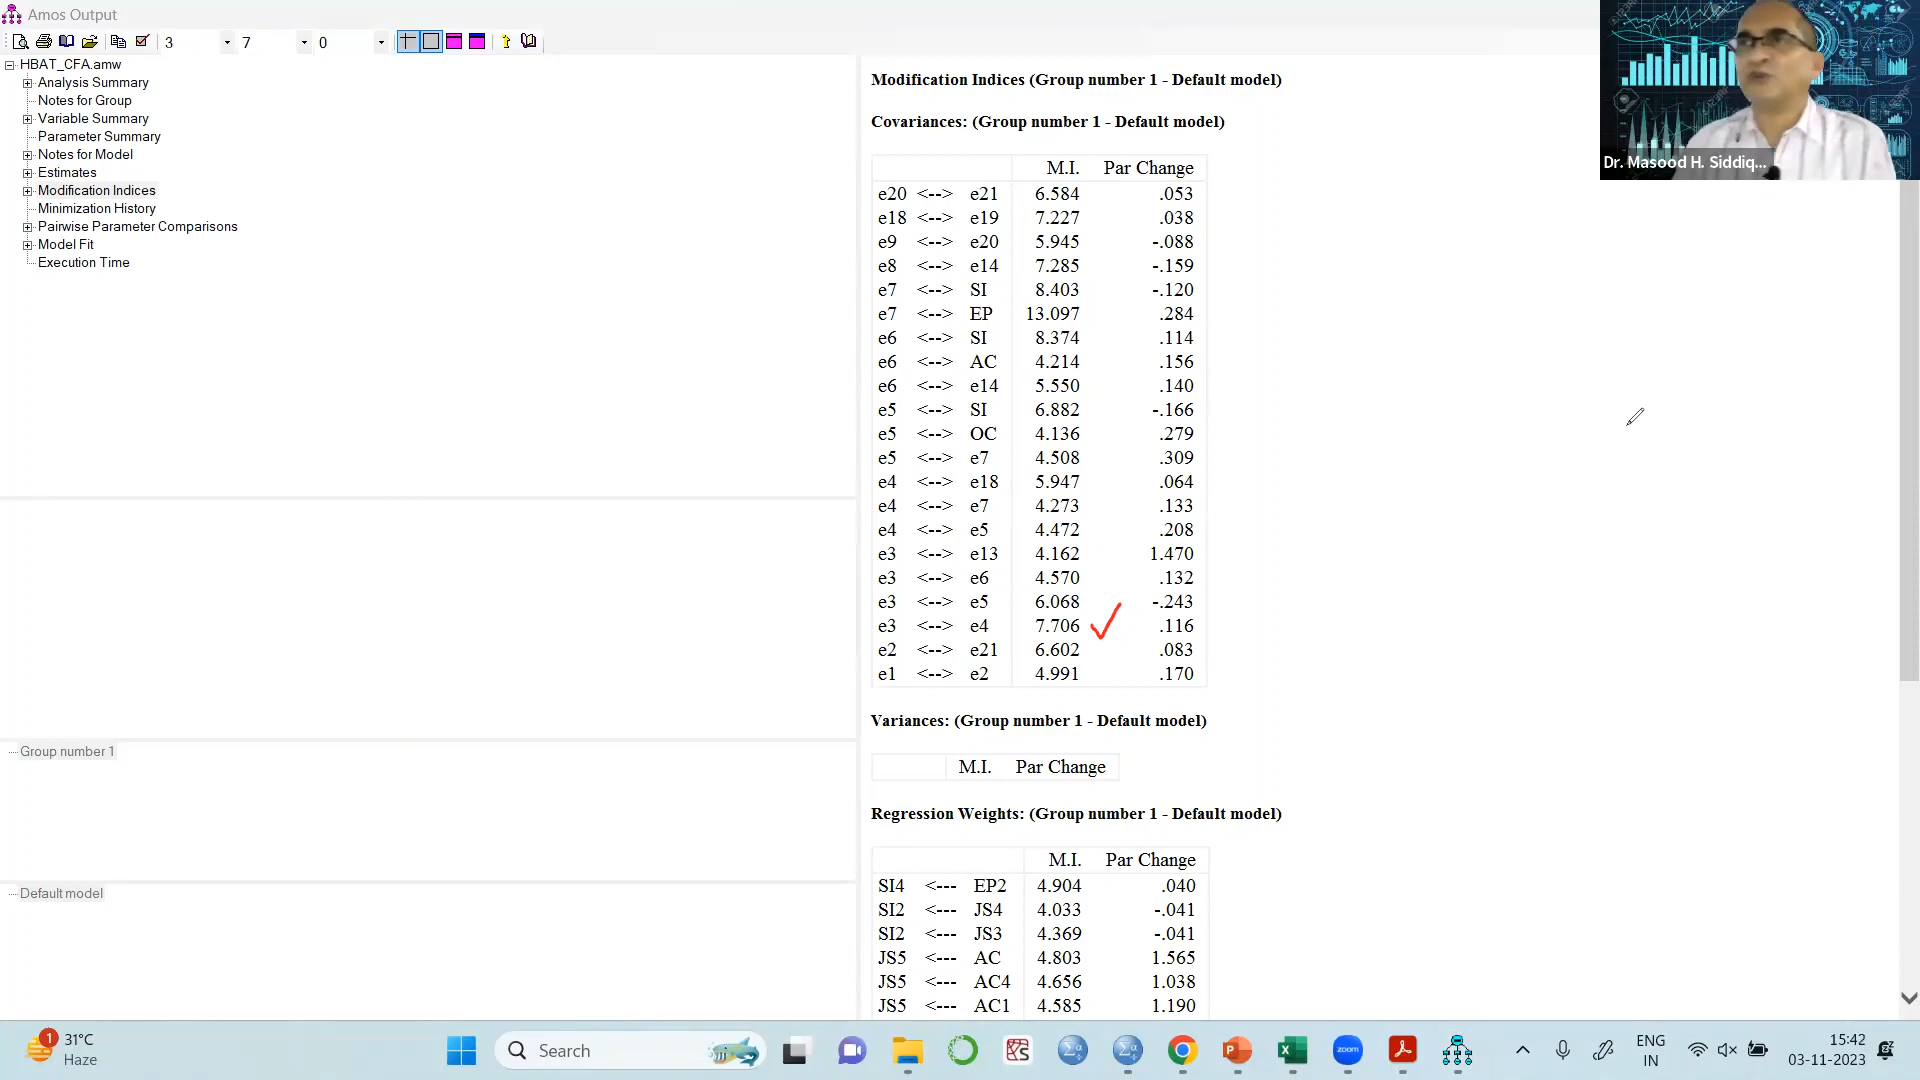 Amos Output
3 7 0
HBAT_CFA.amw
Analysis Summary
Notes for Group
Variable Summary
Parameter Summary
Notes for Model
Estimates
Modification Indices
Minimization History
Pairwise Parameter Comparisons
Model Fit
Execution Time
Group number 1
Default model
Modification Indices (Group number 1 - Default model)
Covariances: (Group number 1 - Default model)
M.I. Par Change
e20 <--> e21 6.584 .053
e18 <--> e19 7.227 .038
e9 <--> e20 5.945 -.088
e8 <--> e14 7.285 -.159
e7 <--> SI 8.403 -.120
e7 <--> EP 13.097 .284
e6 <--> SI 8.374 .114
e6 <--> AC 4.214 .156
e6 <--> e14 5.550 .140
e5 <--> SI 6.882 -.166
e5 <--> OC 4.136 .279
e5 <--> e7 4.508 .309
e4 <--> e18 5.947 .064
e4 <--> e7 4.273 .133
e4 <--> e5 4.472 .208
e3 <--> e13 4.162 1.470
e3 <--> e6 4.570 .132
e3 <--> e5 6.068 -.243
e3 <--> e4 7.706 .116
e2 <--> e21 6.602 .083
e1 <--> e2 4.991 .170
Variances: (Group number 1 - Default model)
M.I. Par Change
Regression Weights: (Group number 1 - Default model)
M.I. Par Change
SI4 <--- EP2 4.904 .040
SI2 <--- JS4 4.033 -.041
SI2 <--- JS3 4.369 -.041
JS5 <--- AC 4.803 1.565
JS5 <--- AC4 4.656 1.038
JS5 <--- AC1 4.585 1.190
Dr. Masood H. Siddiq...
1
31°C
Haze
Search
zoom
ENG
IN
15:42
03-11-2023